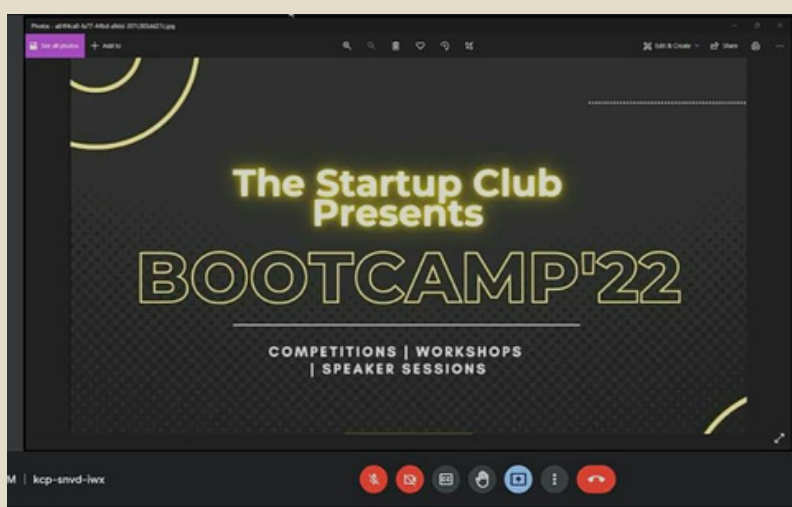 See all photos + Add to
Edit & Create Share
The Startup Club
Presents
BOOTCAMP'22
COMPETITIONS | WORKSHOPS
| SPEAKER SESSIONS
M | kcp-snvd-iwx